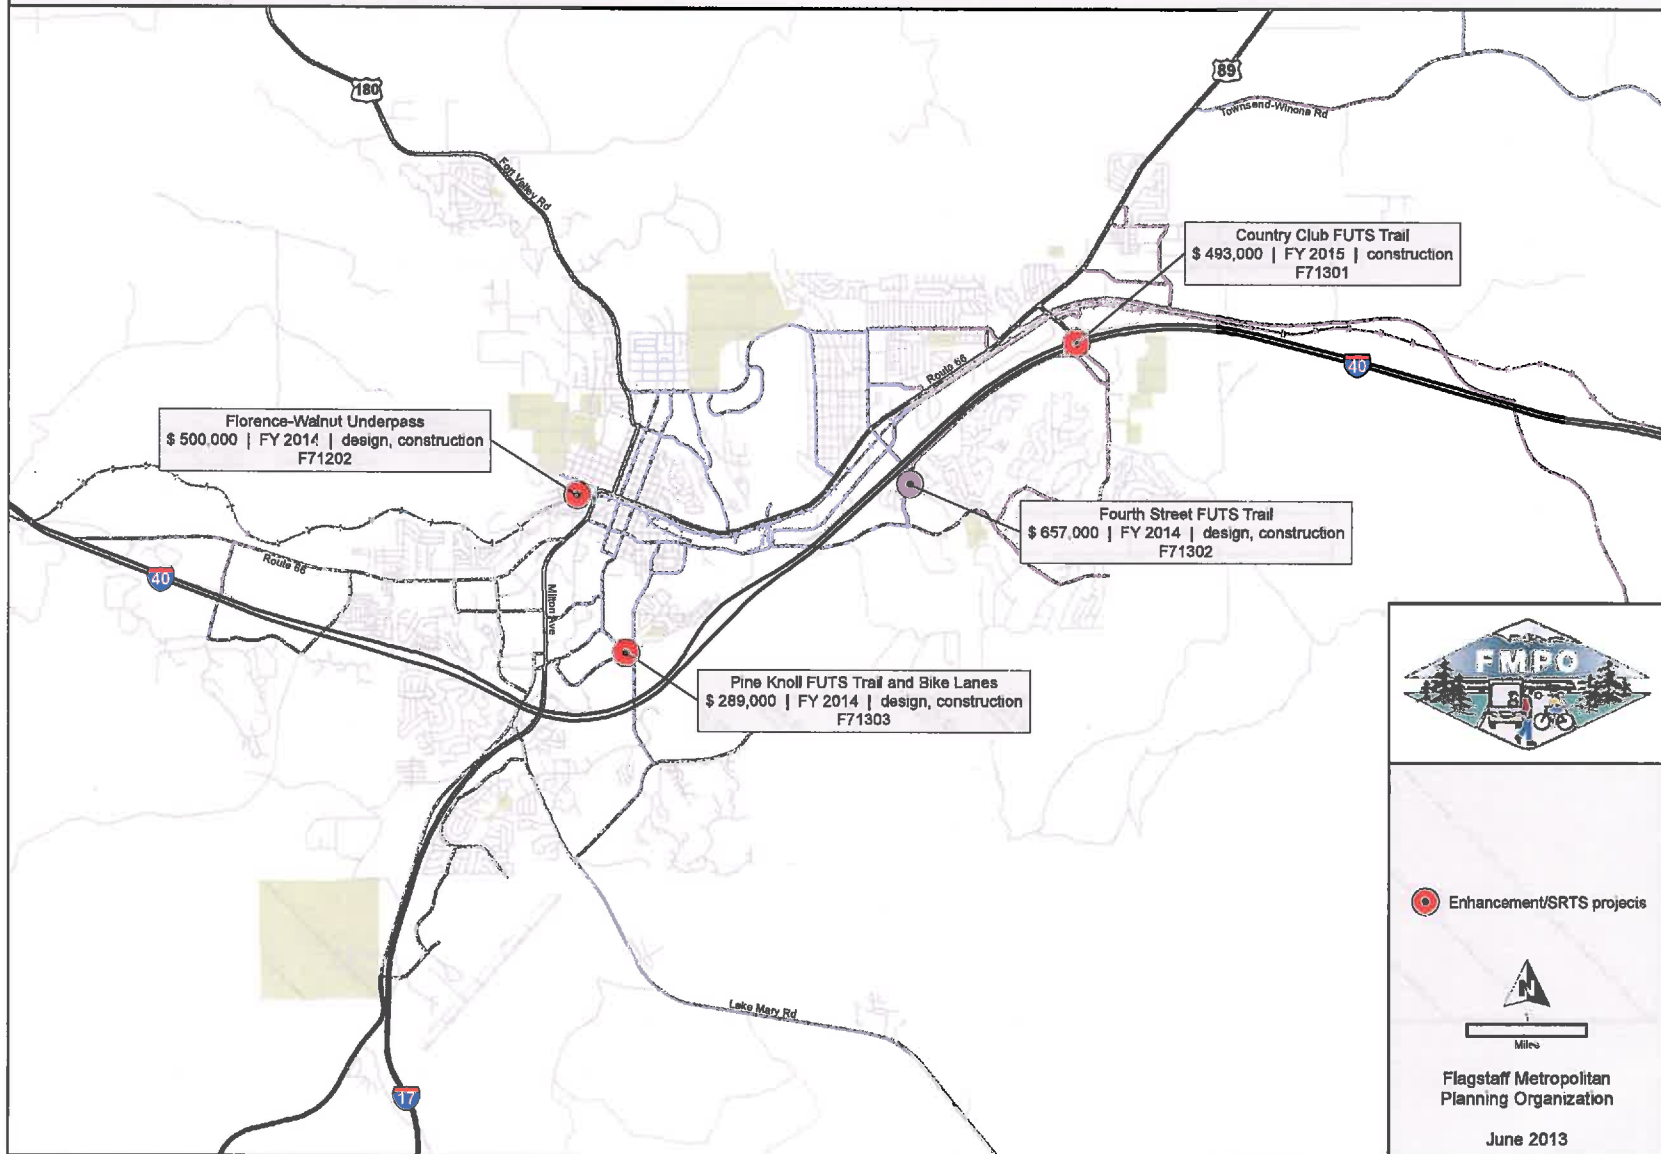 180
89
Townsend-Winona Rd
Fort Valley Rd
Country Club FUTS Trail
$ 493,000 | FY 2015 | construction
F71301
Route 66
40
Florence-Walnut Underpass
$ 500,000 | FY 2014 | design, construction
F71202
Fourth Street FUTS Trail
$ 657,000 | FY 2014 | design, construction
F71302
Route 66
40
Milton Ave
Pine Knoll FUTS Trail and Bike Lanes
$ 289,000 | FY 2014 | design, construction
F71303
FMPO
Enhancement/SRTS projects
N
1
Miles
Lake Mary Rd
17
Flagstaff Metropolitan
Planning Organization
June 2013